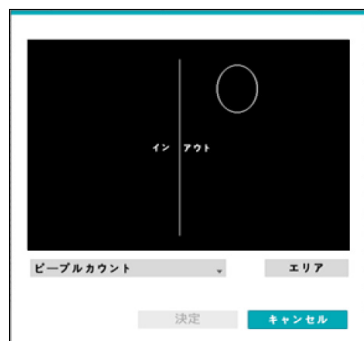 イン アウト
ピープルカウント
エリア
決定
キャンセル